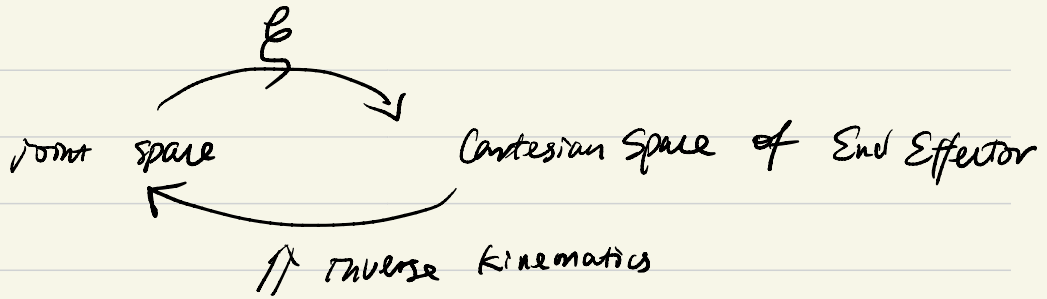 ξ
joint space Cartesian Space of End Effector
⇑ inverse kinematics